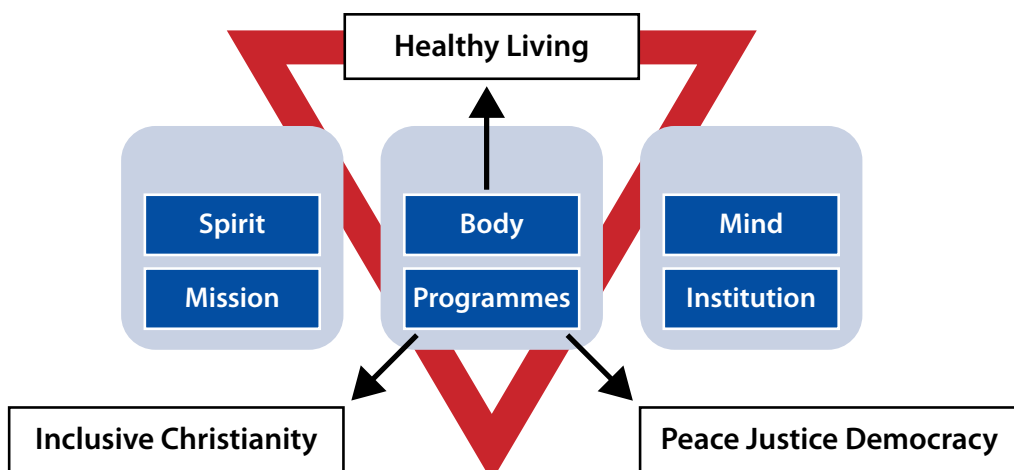 Healthy Living
Spirit
Body
Mind
Mission
Programmes
Institution
Inclusive Christianity
Peace Justice Democracy